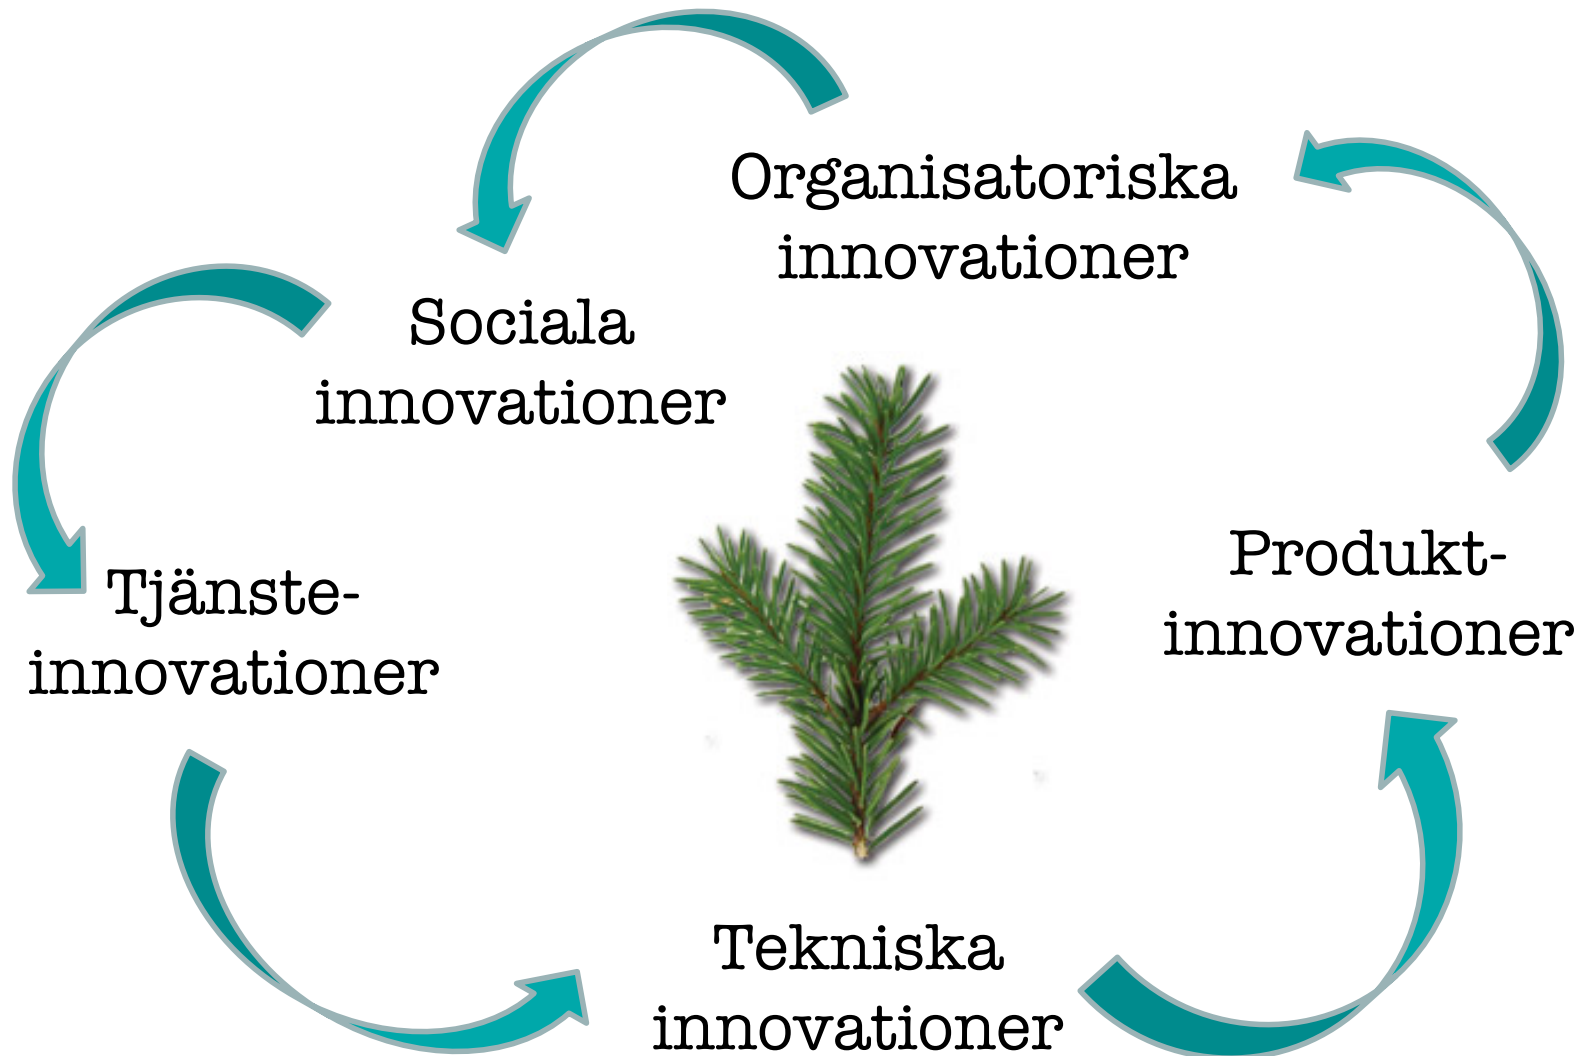 Organisatoriska
innovationer
Sociala
innovationer
Produkt-
innovationer
Tjänste-
innovationer
Tekniska
innovationer